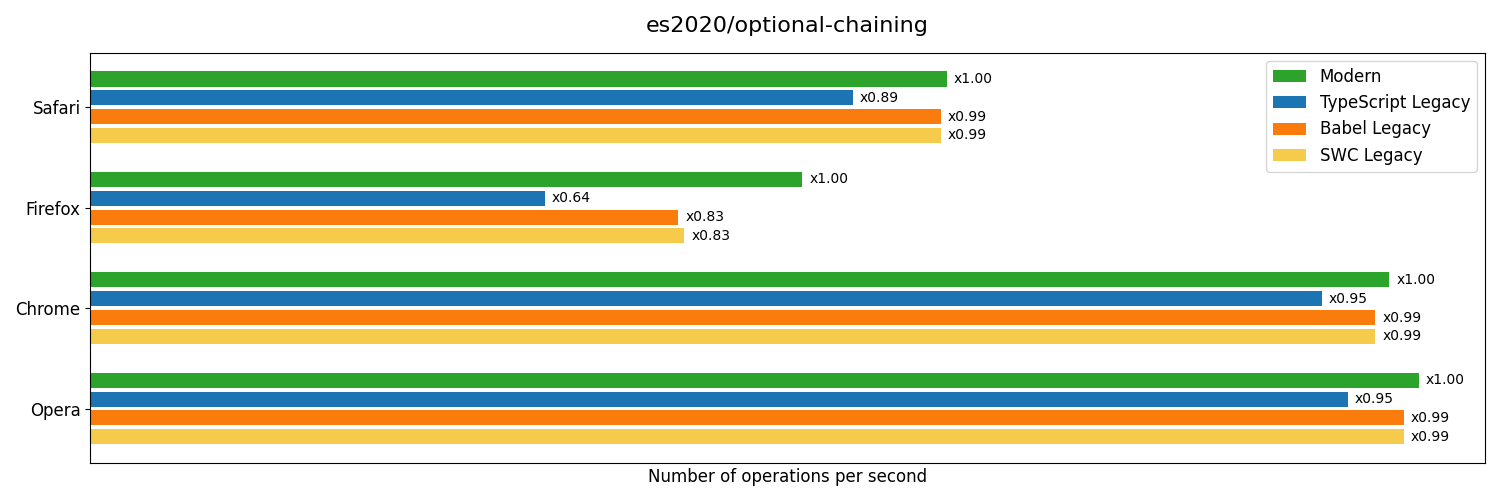 es2020/optional-chaining
Modern
TypeScript Legacy
Babel Legacy
SWC Legacy
Safari
x1.00
x0.89
x0.99
x0.99
Firefox
x1.00
x0.64
x0.83
x0.83
Chrome
x1.00
x0.95
x0.99
x0.99
Opera
x1.00
x0.95
x0.99
x0.99
Number of operations per second